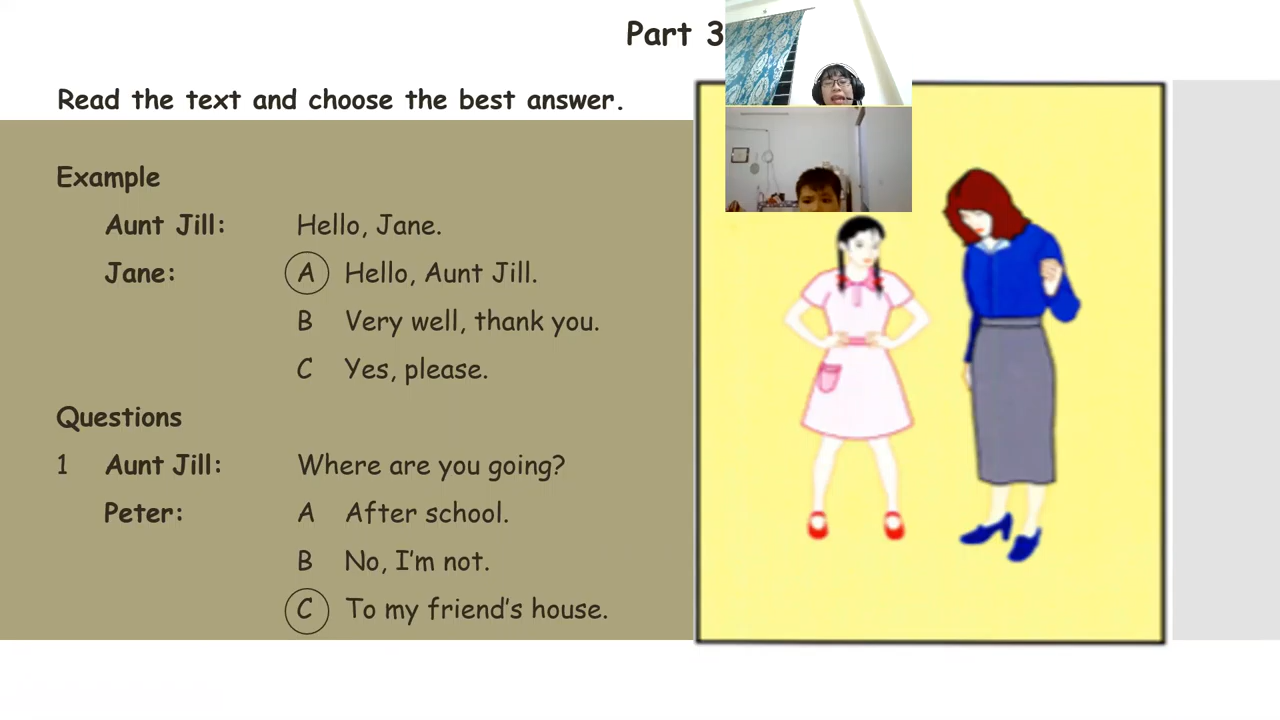 Part 3
Read the text and choose the best answer.
Example
Aunt Jill: Hello, Jane.
Jane: A Hello, Aunt Jill.
B Very well, thank you.
C Yes, please.
Questions
1 Aunt Jill: Where are you going?
Peter: A After school.
B No, I’m not.
C To my friend’s house.